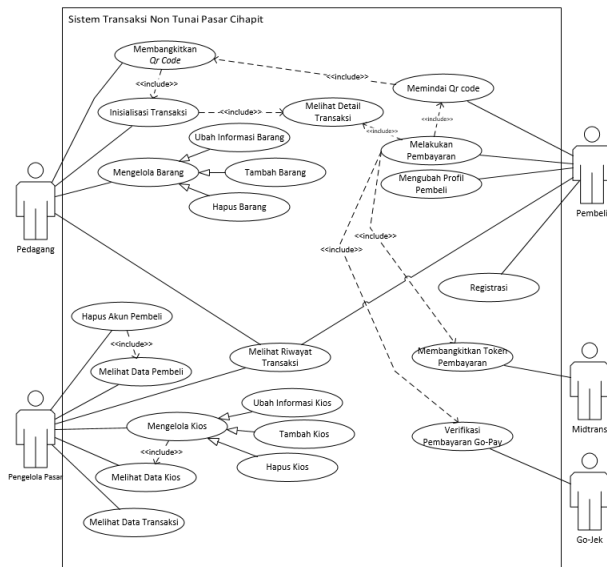 Sistem Transaksi Non Tunai Pasar Cihapit
Membangkitkan
Qr Code
<<include>>
<<include>>
Memindai Qr code
Inisialisasi Transaksi
<<include>>
Melihat Detail
Transaksi
<<include>>
<<include>>
Ubah Informasi Barang
Melakukan
Pembayaran
Mengelola Barang
Tambah Barang
Mengubah Profil
Pembeli
Hapus Barang
Pedagang
Pembeli
<<include>>
<<include>>
Registrasi
Hapus Akun Pembeli
<<include>>
Melihat Data Pembeli
Melihat Riwayat
Transaksi
Membangkitkan Token
Pembayaran
Midtrans
Ubah Informasi Kios
Mengelola Kios
Tambah Kios
<<include>>
Hapus Kios
Verifikasi
Pembayaran Go-Pay
Pengelola Pasar
Melihat Data Kios
Melihat Data Transaksi
Go-Jek